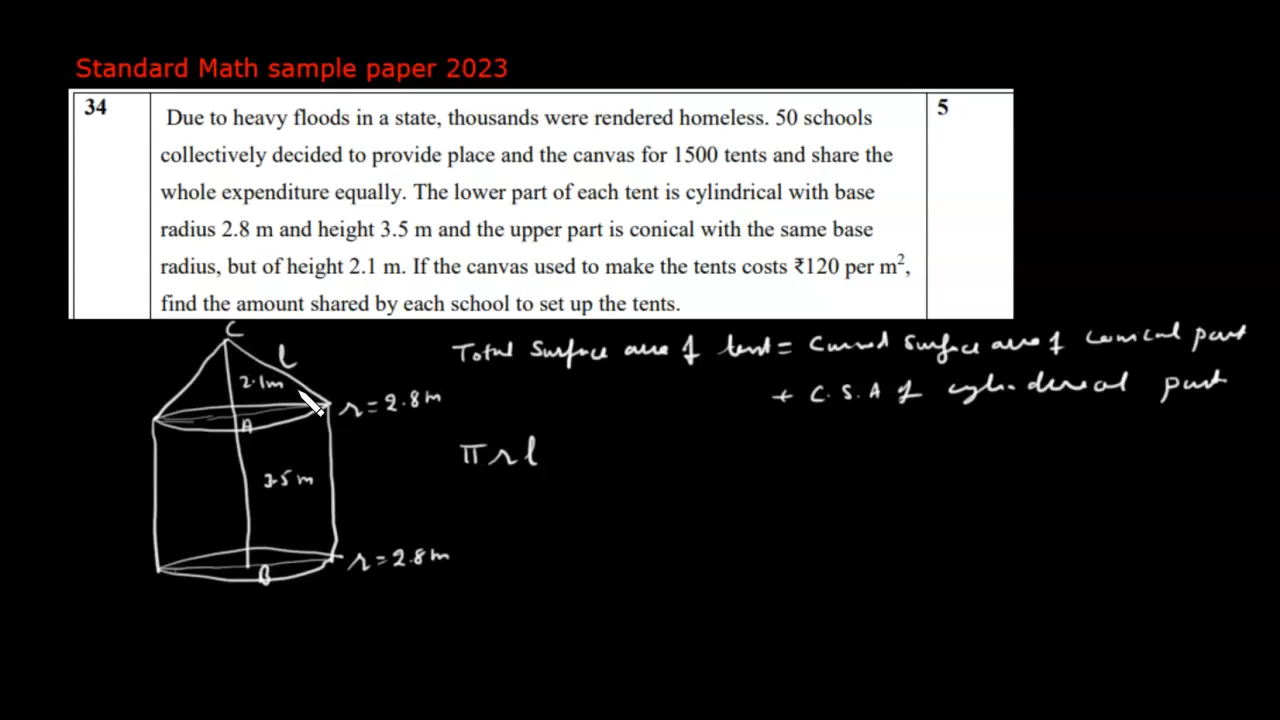 Standard Math sample paper 2023
34
Due to heavy floods in a state, thousands were rendered homeless. 50 schools
5
collectively decided to provide place and the canvas for 1500 tents and share the
whole expenditure equally. The lower part of each tent is cylindrical with base
radius 2.8 m and height 3.5 m and the upper part is conical with the same base
radius, but of height 2.1 m. If the canvas used to make the tents costs ₹120 per m²,
find the amount shared by each school to set up the tents.
C
l
Total Surface area of tent = Curved Surface area of Conical part
2.1m
+ C.S.A of cylinderical part
r = 2.8 m
A
π r l
3.5 m
r = 2.8 m
B